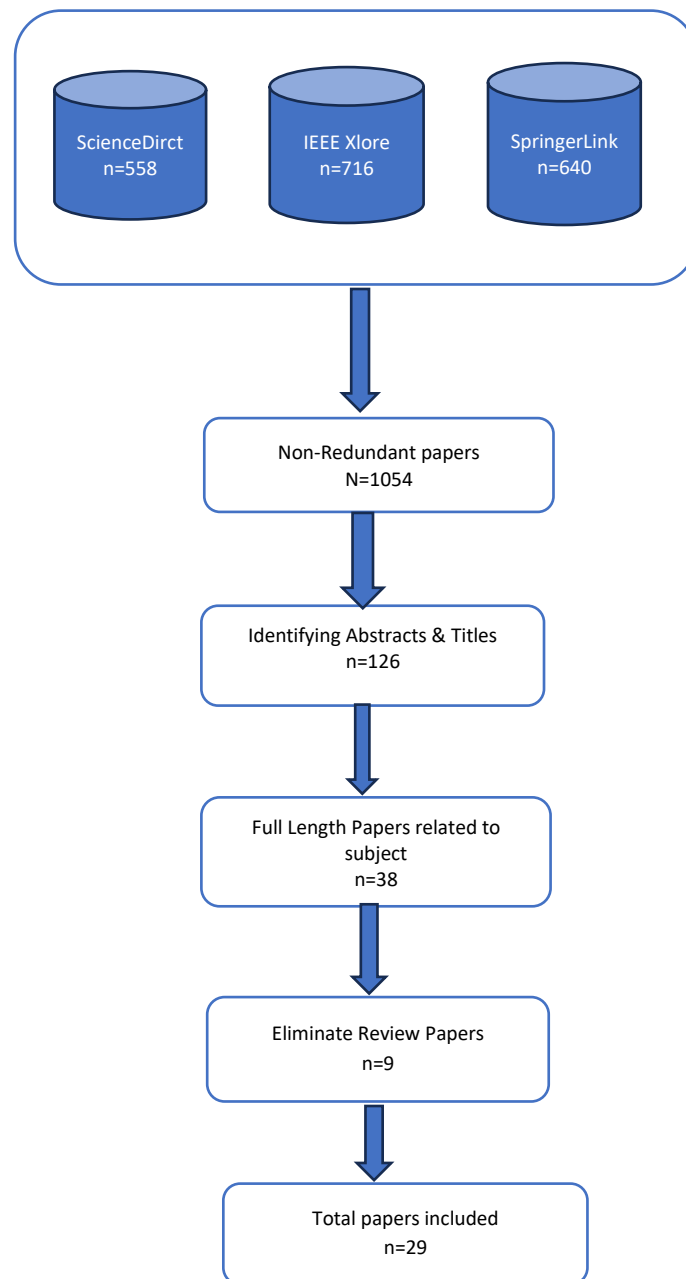 ScienceDirct
n=558
IEEE Xlore
n=716
SpringerLink
n=640
Non-Redundant papers
N=1054
Identifying Abstracts & Titles
n=126
Full Length Papers related to
subject
n=38
Eliminate Review Papers
n=9
Total papers included
n=29